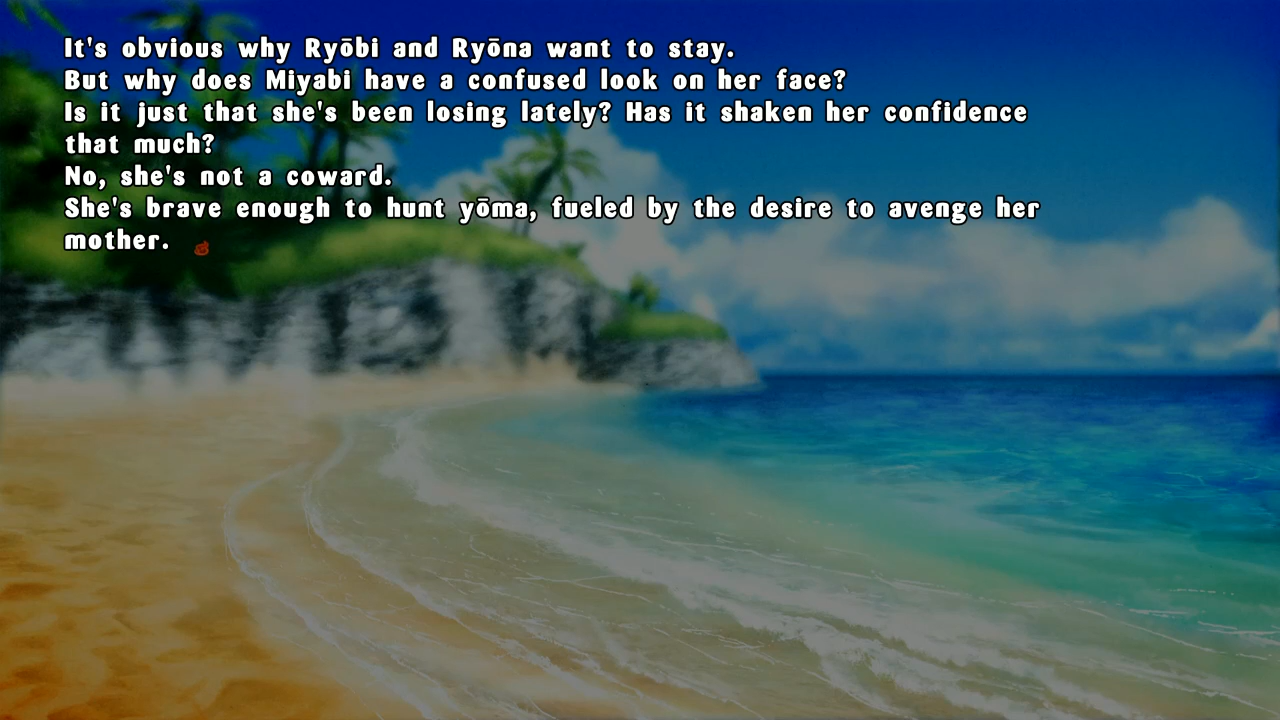 It's obvious why Ryōbi and Ryōna want to stay.
But why does Miyabi have a confused look on her face?
Is it just that she's been losing lately? Has it shaken her confidence
that much?
No, she's not a coward.
She's brave enough to hunt yōma, fueled by the desire to avenge her
mother.